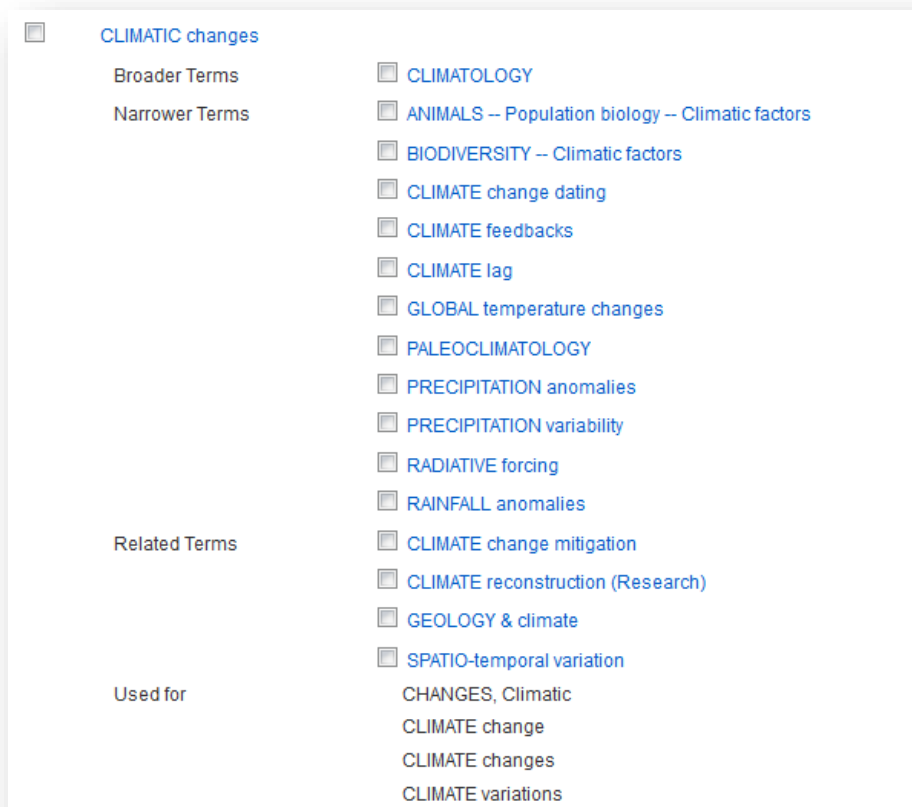 CLIMATIC changes
Broader Terms CLIMATOLOGY
Narrower Terms ANIMALS -- Population biology -- Climatic factors
BIODIVERSITY -- Climatic factors
CLIMATE change dating
CLIMATE feedbacks
CLIMATE lag
GLOBAL temperature changes
PALEOCLIMATOLOGY
PRECIPITATION anomalies
PRECIPITATION variability
RADIATIVE forcing
RAINFALL anomalies
Related Terms CLIMATE change mitigation
CLIMATE reconstruction (Research)
GEOLOGY & climate
SPATIO-temporal variation
Used for CHANGES, Climatic
CLIMATE change
CLIMATE changes
CLIMATE variations